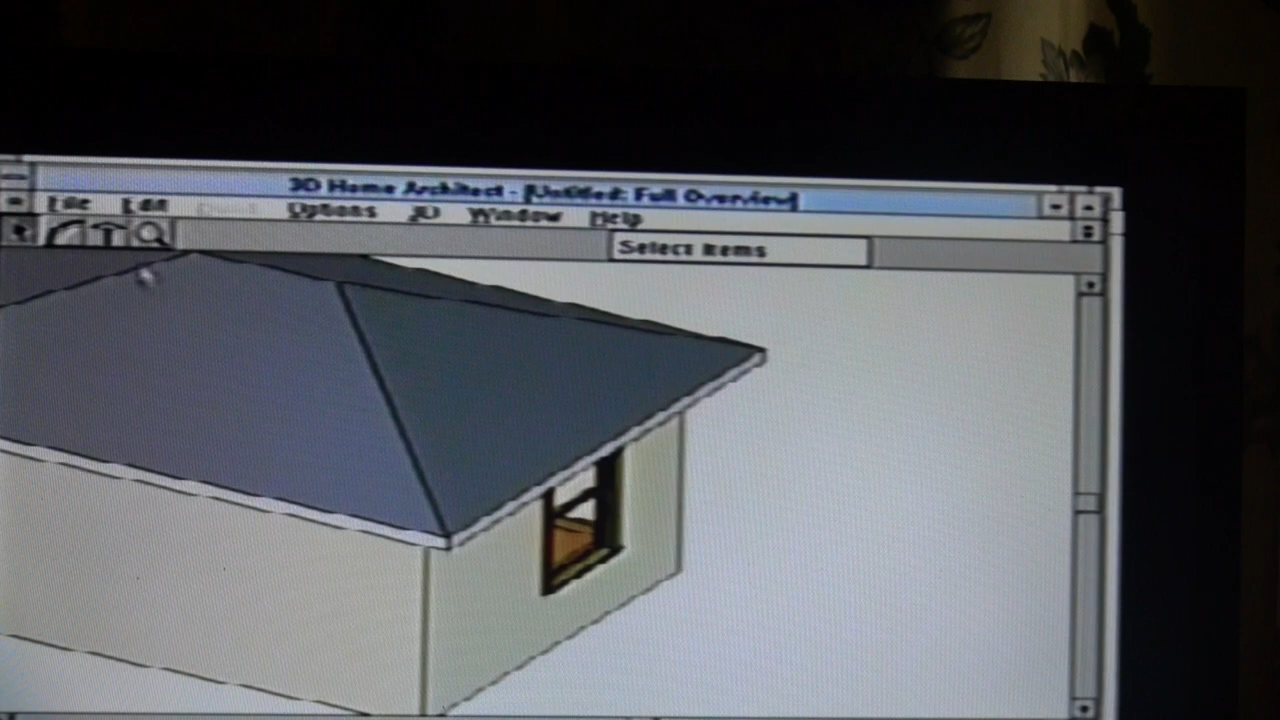 3D Home Architect - [Untitled: Full Overview]
File Edit Options 3D Window Help
Select Items